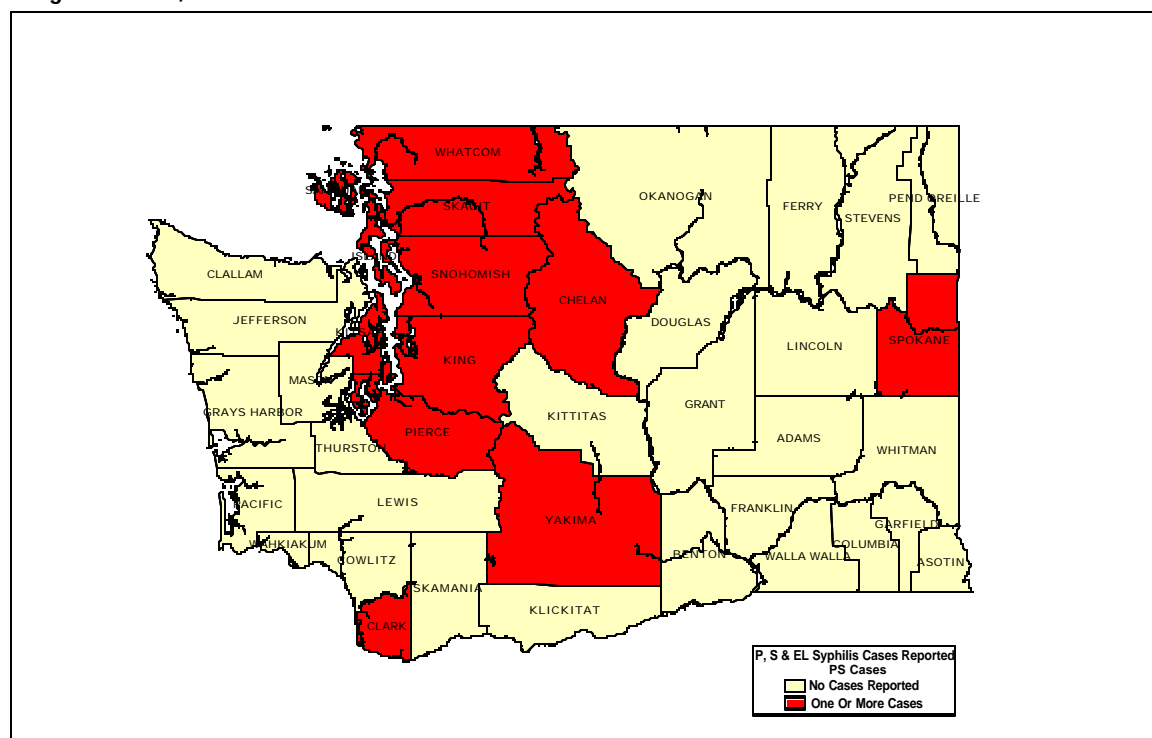 WHATCOM
OKANOGAN
PEND OREILLE
FERRY
SKAGIT
STEVENS
CLALLAM
SNOHOMISH
CHELAN
JEFFERSON
DOUGLAS
SPOKANE
LINCOLN
KING
MASON
GRAYS HARBOR
KITTITAS
GRANT
PIERCE
ADAMS
THURSTON
WHITMAN
LEWIS
PACIFIC
FRANKLIN
YAKIMA
GARFIELD
WAHKIAKUM
COLUMBIA
BENTON
WALLA WALLA
COWLITZ
ASOTIN
SKAMANIA
KLICKITAT
CLARK
P, S & EL Syphilis Cases Reported
PS Cases
No Cases Reported
One Or More Cases